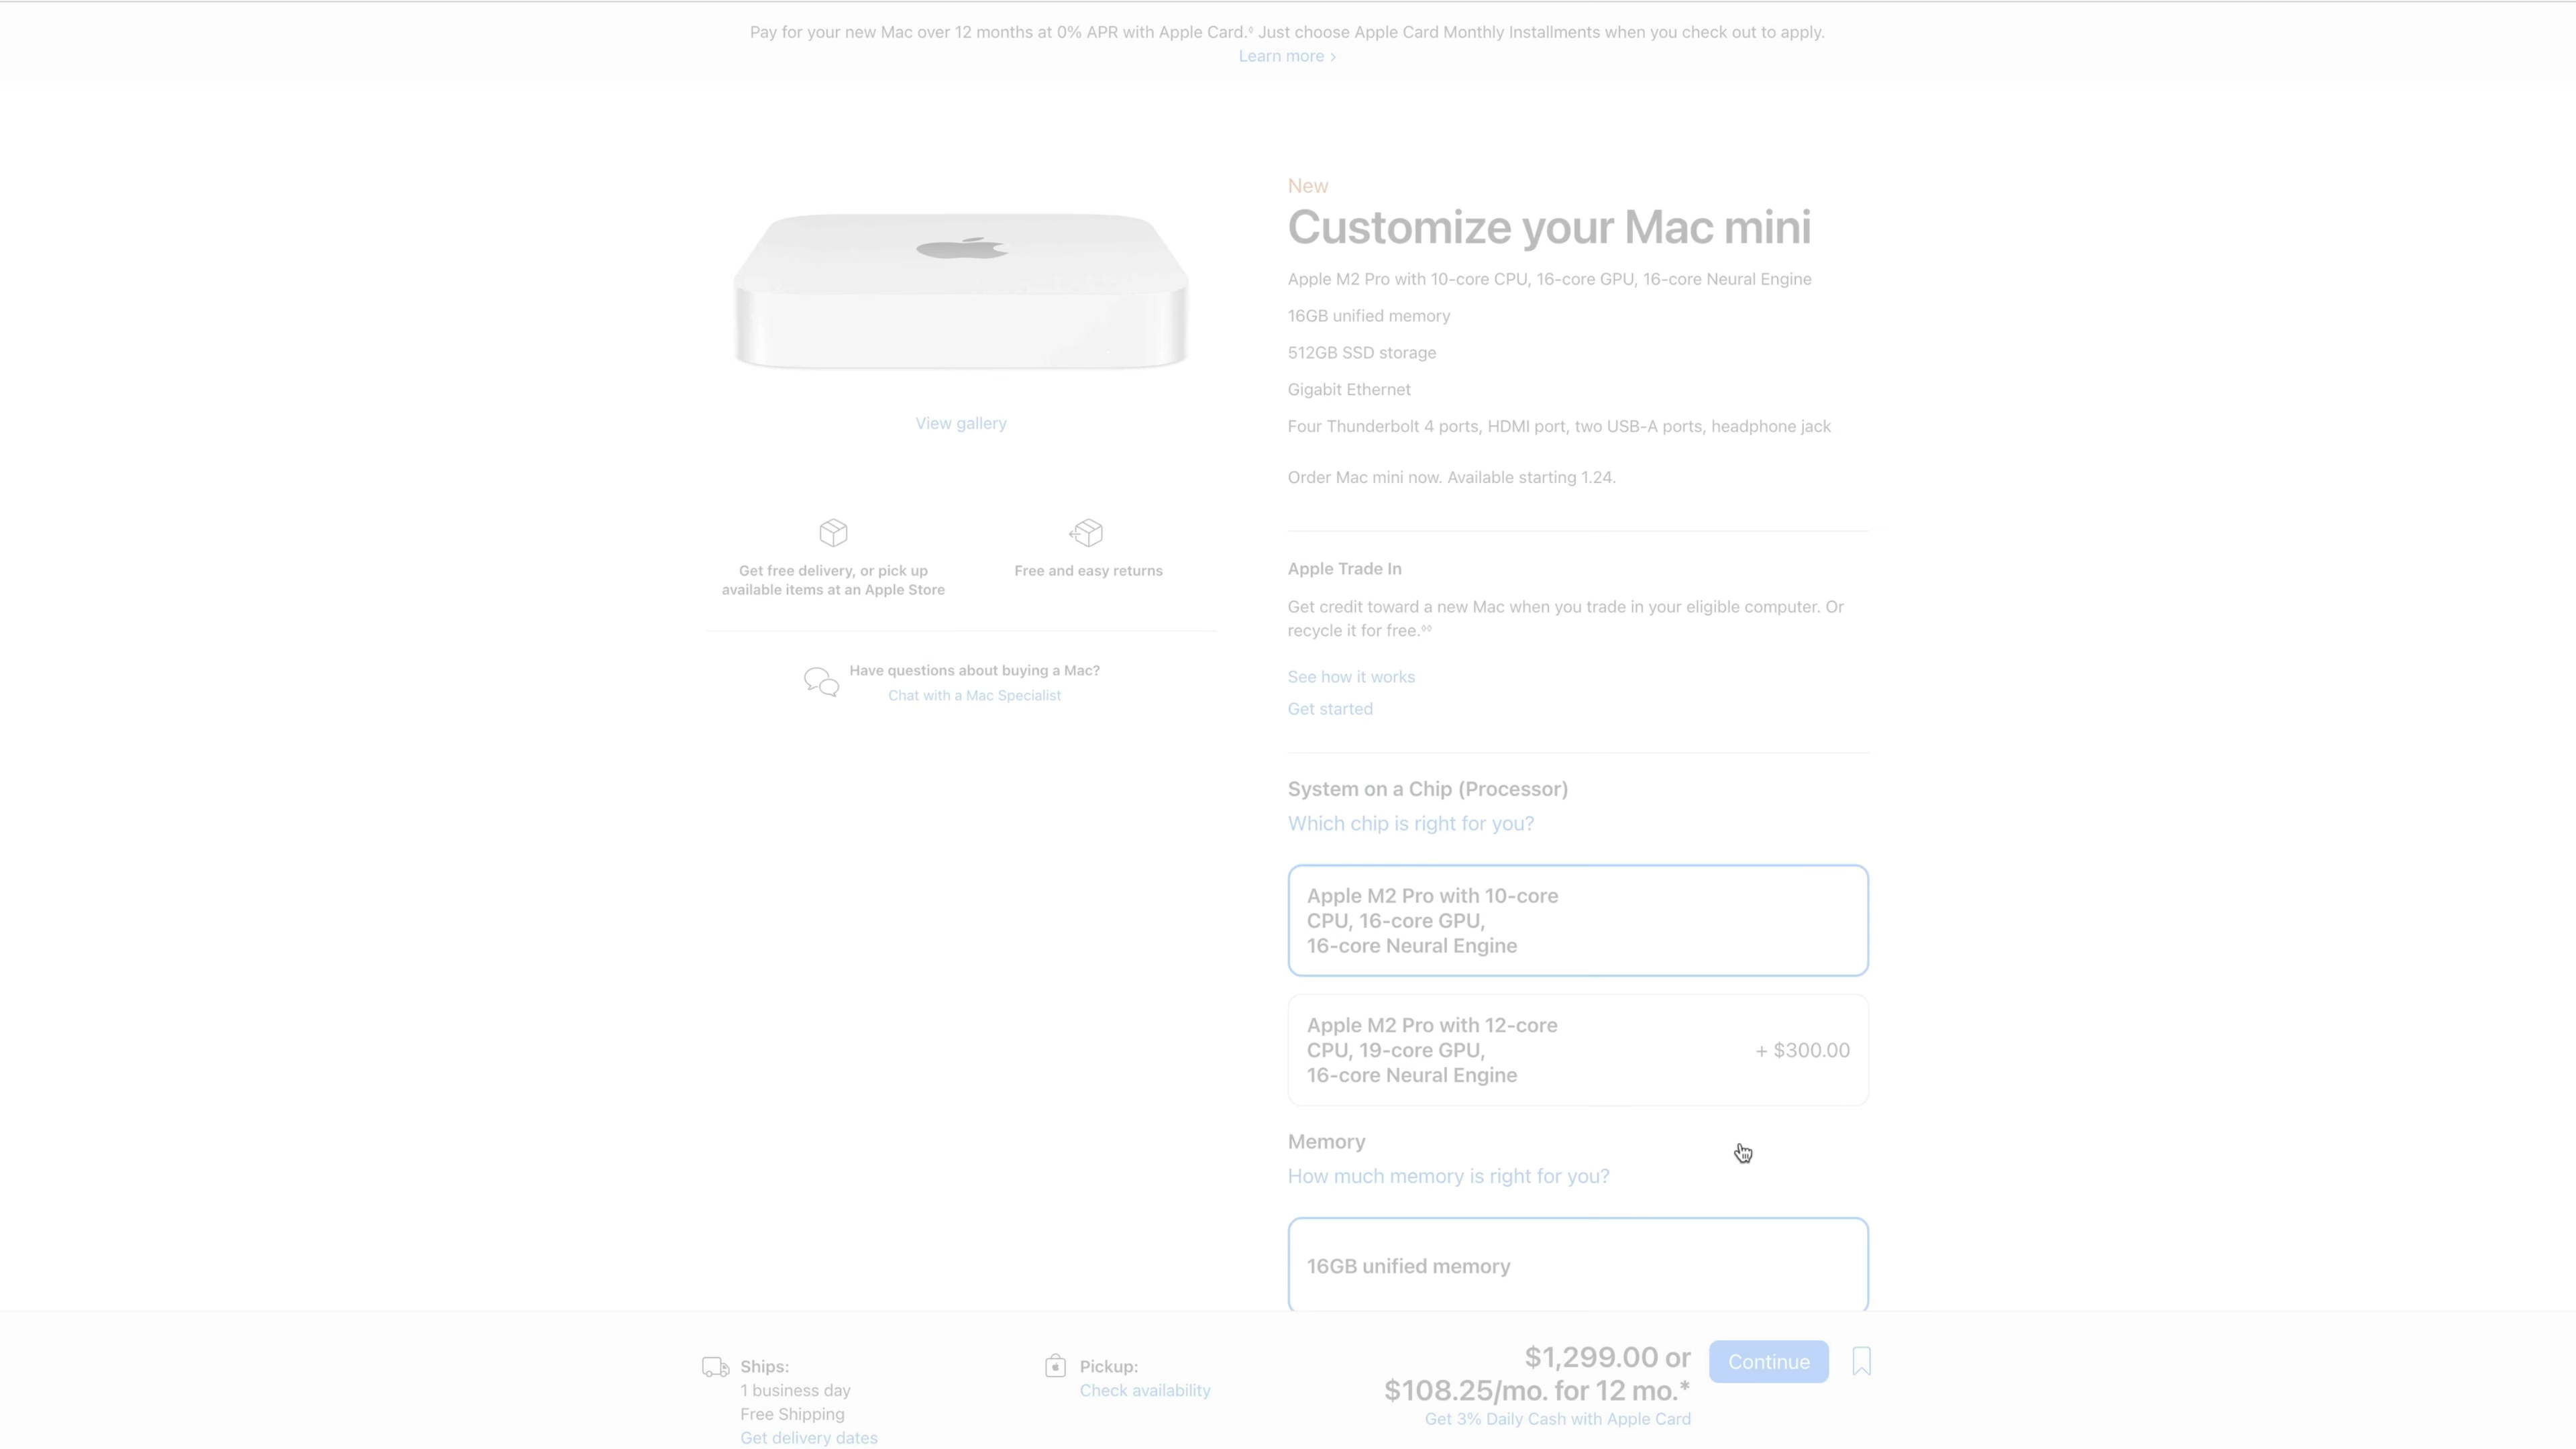 Pay for your new Mac over 12 months at 0% APR with Apple Card.◊ Just choose Apple Card Monthly Installments when you check out to apply.
Learn more >
View gallery
Get free delivery, or pick up
available items at an Apple Store
Free and easy returns
Have questions about buying a Mac?
Chat with a Mac Specialist
New
Customize your Mac mini
Apple M2 Pro with 10-core CPU, 16-core GPU, 16-core Neural Engine
16GB unified memory
512GB SSD storage
Gigabit Ethernet
Four Thunderbolt 4 ports, HDMI port, two USB-A ports, headphone jack
Order Mac mini now. Available starting 1.24.
Apple Trade In
Get credit toward a new Mac when you trade in your eligible computer. Or
recycle it for free.◊◊
See how it works
Get started
System on a Chip (Processor)
Which chip is right for you?
Apple M2 Pro with 10-core
CPU, 16-core GPU,
16-core Neural Engine
Apple M2 Pro with 12-core
CPU, 19-core GPU,
16-core Neural Engine
+ $300.00
Memory
How much memory is right for you?
16GB unified memory
Ships:
1 business day
Free Shipping
Get delivery dates
Pickup:
Check availability
$1,299.00 or
$108.25/mo. for 12 mo.*
Get 3% Daily Cash with Apple Card
Continue